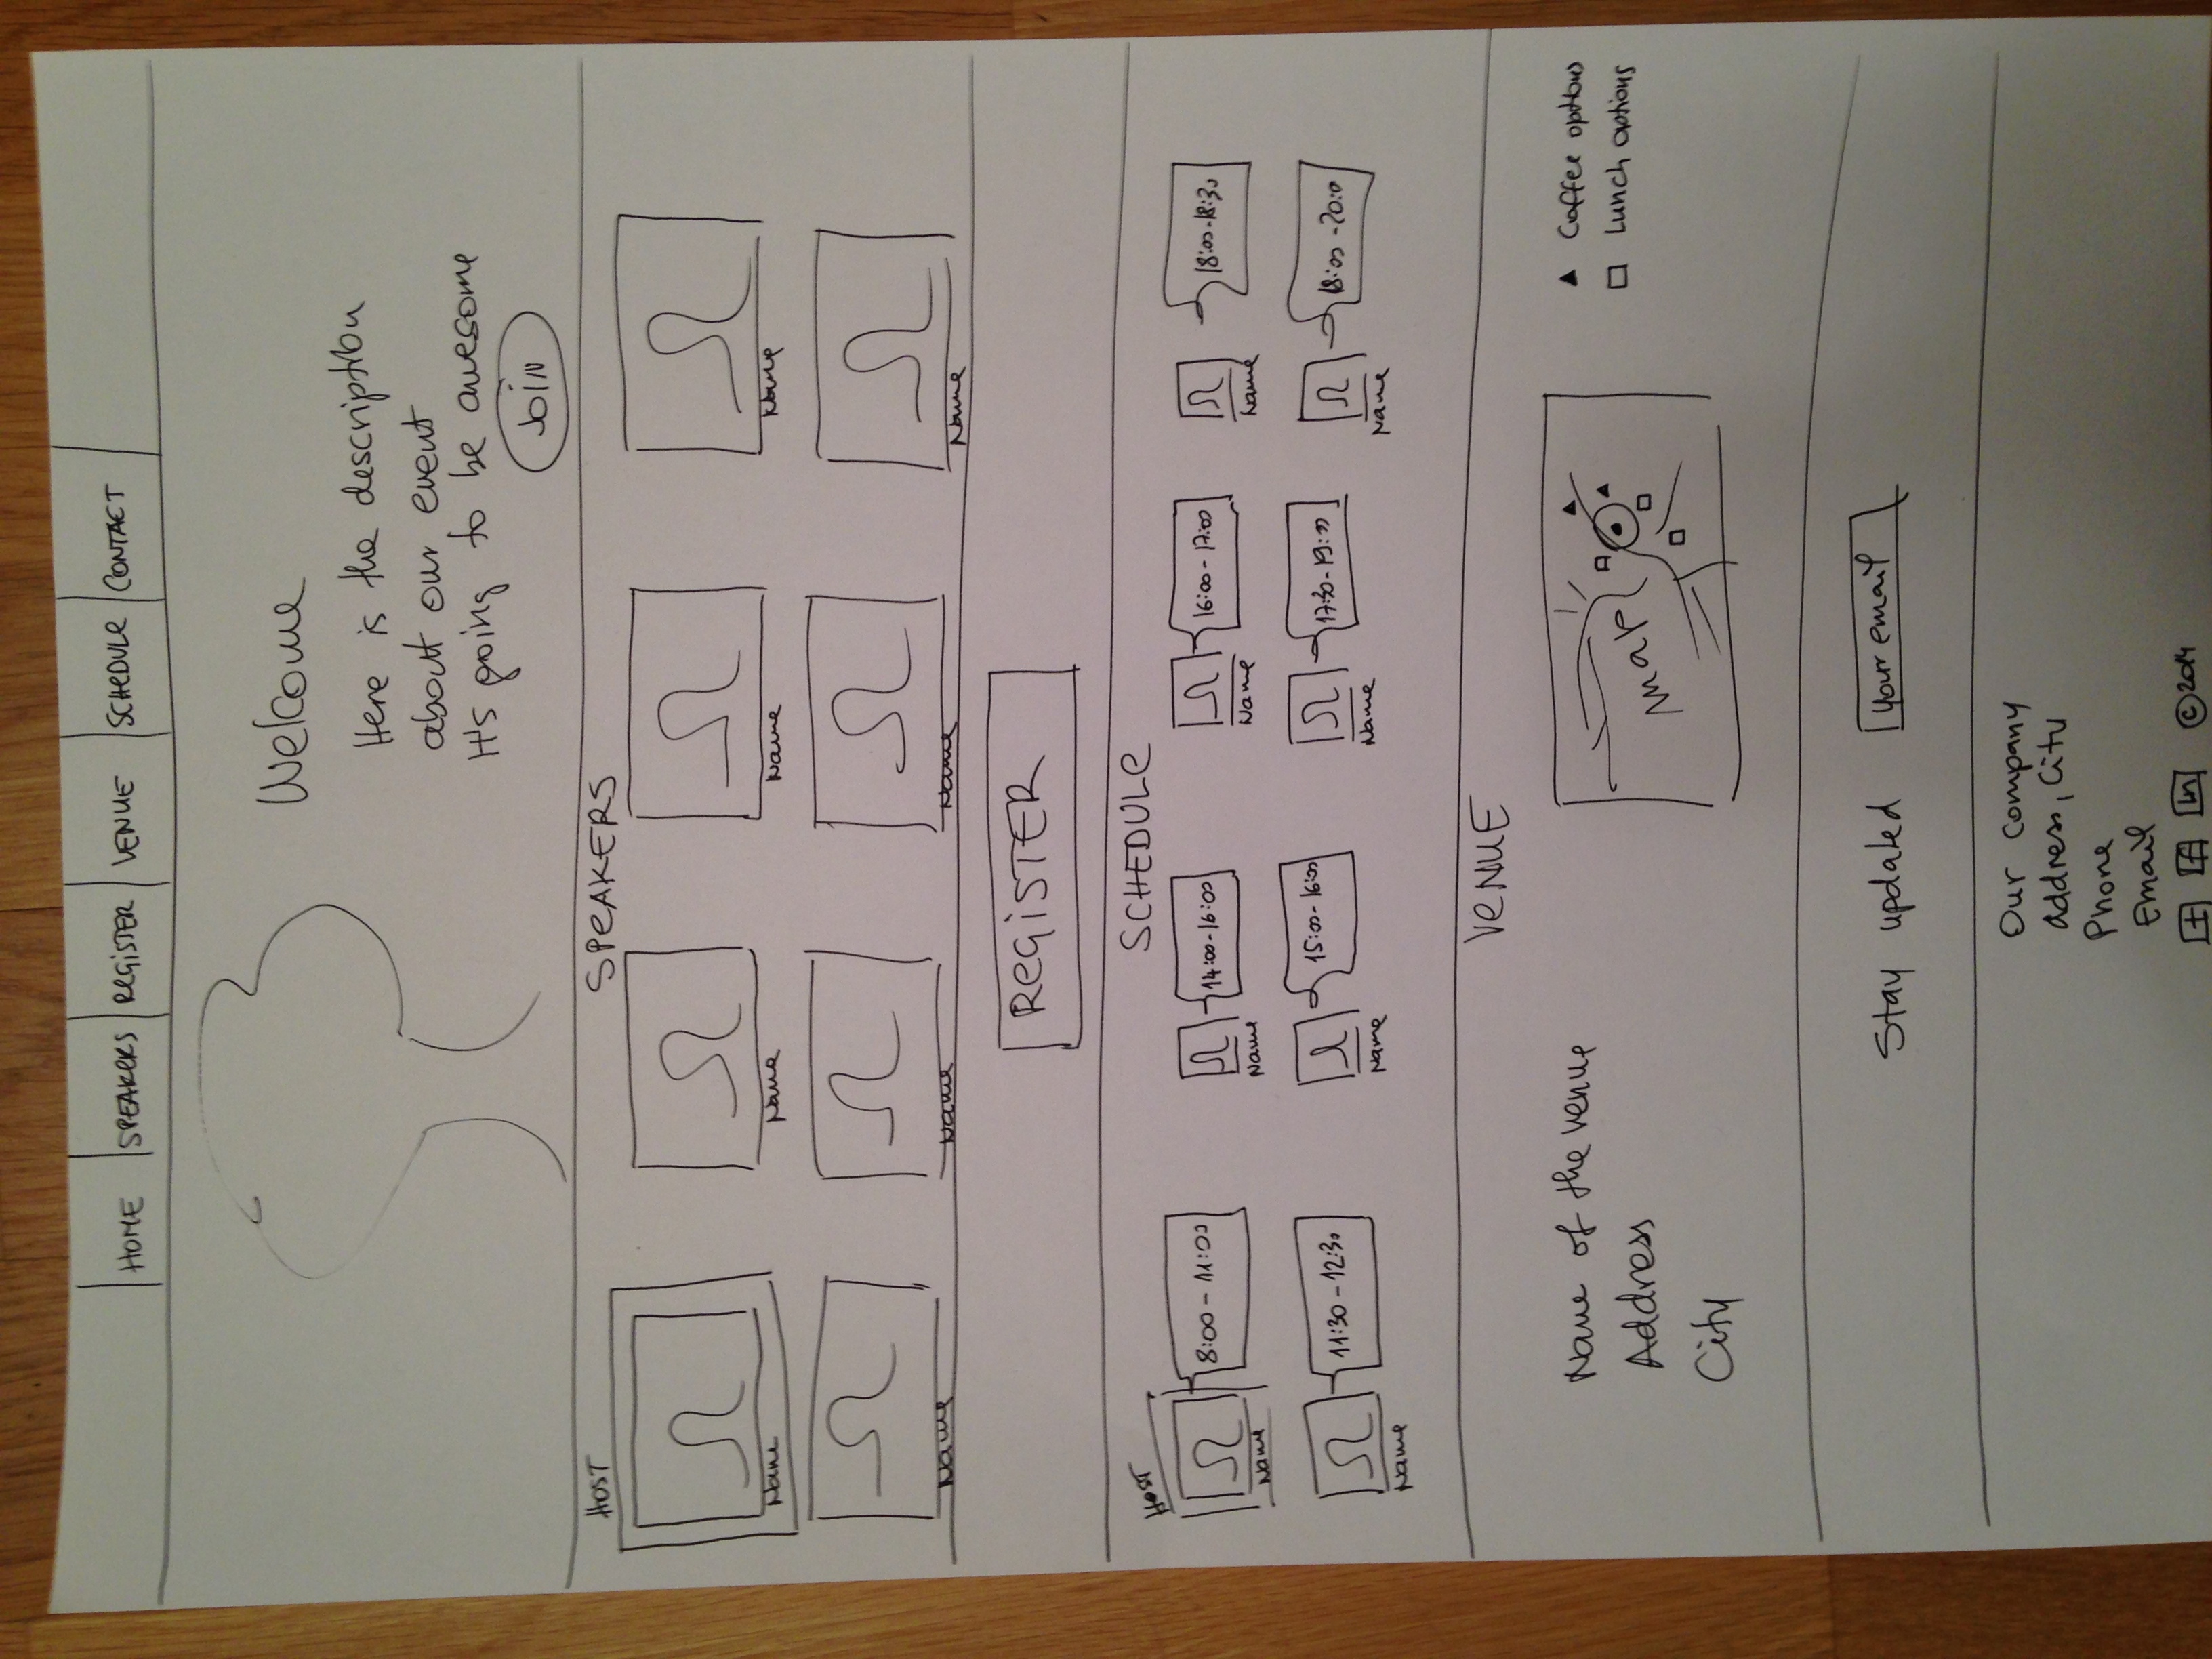 HOME SPEAKERS REGISTER VENUE SCHEDULE CONTACT
Welcome
Here is the description
about our event
It's going to be awesome
JOIN
HOST
SPEAKERS
Name Name Name Name
Name Name Name Name
REGISTER
SCHEDULE
HOST
8:00 - 11:00 14:00-16:00 16:00-17:00 18:00-18:30
Name Name Name Name
11:30-12:30 15:00-16:00 17:30-19:00 18:00-20:0
Name Name Name Name
VENUE
Name of the venue
Address
City
map
Coffee options
Lunch options
Stay updated your email
Our Company
Address, City
Phone
Email
+ f in ©2014